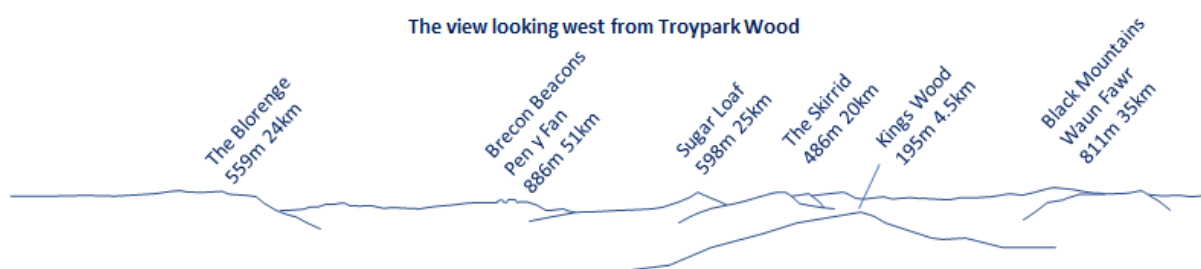 The view looking west from Troypark Wood
The Blorenge
559m 24km
Brecon Beacons
Pen y Fan
886m 51km
Sugar Loaf
598m 25km
The Skirrid
486m 20km
Kings Wood
195m 4.5km
Black Mountains
Waun Fawr
811m 35km